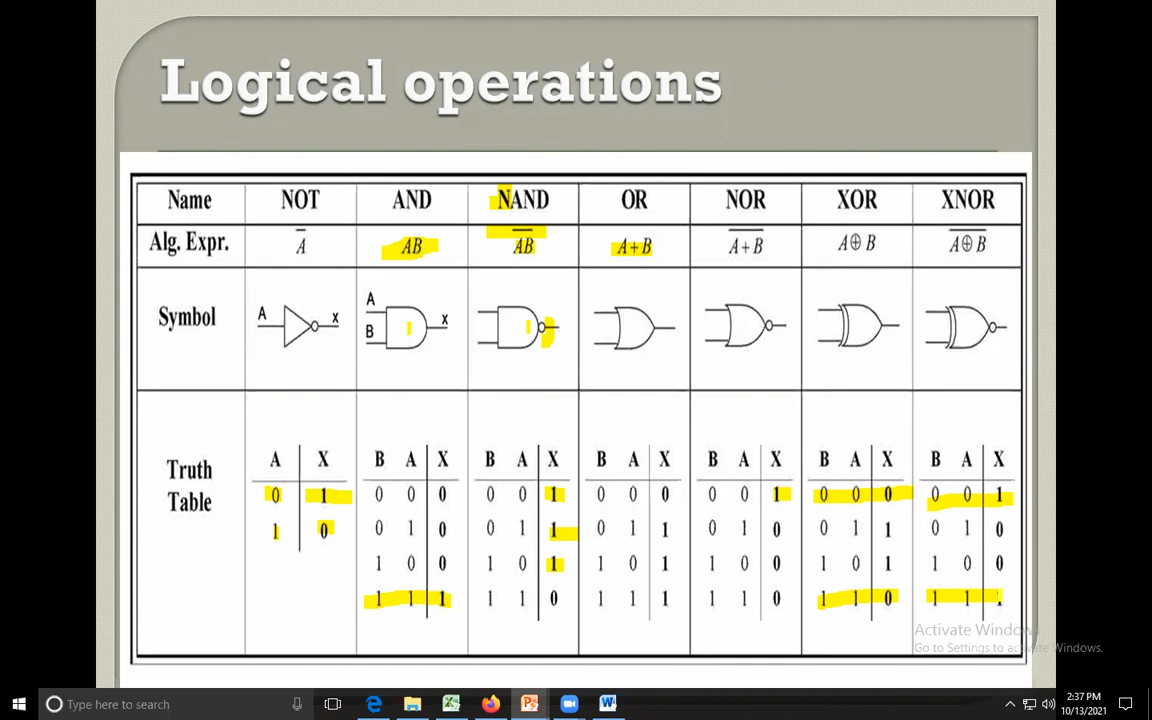 Logical operations
Name NOT AND NAND OR NOR XOR XNOR
Alg. Expr. A̅ AB A̅B̅ A+B A̅+̅B̅ A⊕B A̅⊕̅B̅
Symbol A x A B x
Truth Table
A X B A X B A X B A X B A X B A X B A X
0 1 0 0 0 0 0 1 0 0 0 0 0 1 0 0 0 0 0 1
1 0 0 1 0 0 1 1 0 1 1 0 1 0 0 1 1 0 1 0
1 0 0 1 0 1 1 0 1 1 0 0 1 0 1 1 0 0
1 1 1 1 1 0 1 1 1 1 1 0 1 1 0 1 1
Activate Windows
Go to Settings to activate Windows.
Type here to search
2:37 PM
10/13/2021